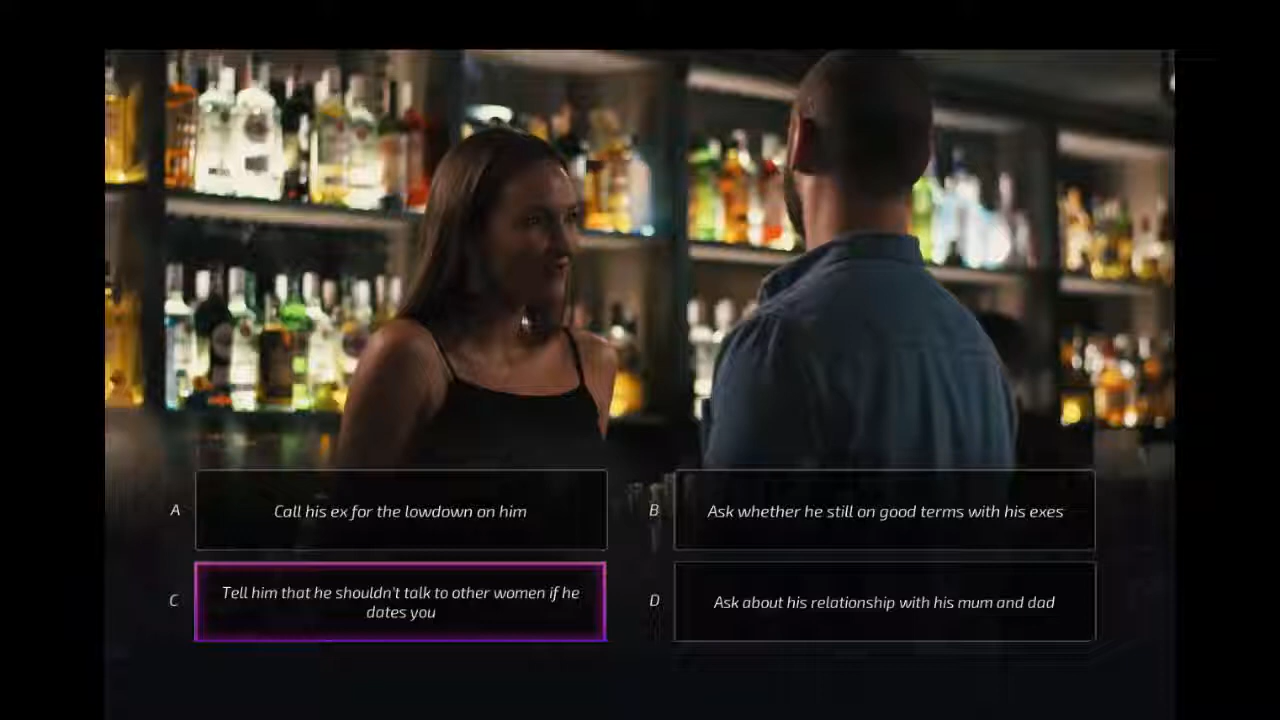 A
Call his ex for the lowdown on him
B
Ask whether he still on good terms with his exes
C
Tell him that he shouldn't talk to other women if he
dates you
D
Ask about his relationship with his mum and dad